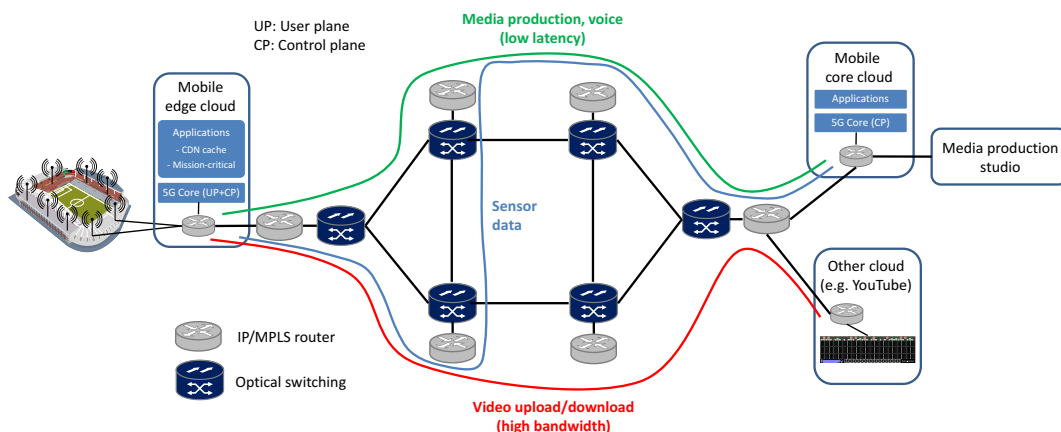 UP: User plane
CP: Control plane
Media production, voice
(low latency)
Mobile
edge cloud
Applications
- CDN cache
- Mission-critical
5G Core (UP+CP)
Mobile
core cloud
Applications
5G Core (CP)
Media production
studio
Sensor
data
Other cloud
(e.g. YouTube)
IP/MPLS router
Optical switching
Video upload/download
(high bandwidth)